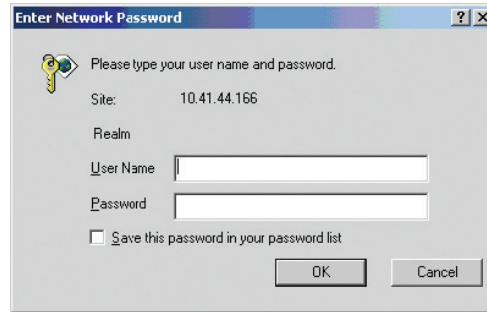 Enter Network Password
Please type your user name and password.
Site: 10.41.44.166
Realm
User Name
Password
Save this password in your password list
OK Cancel